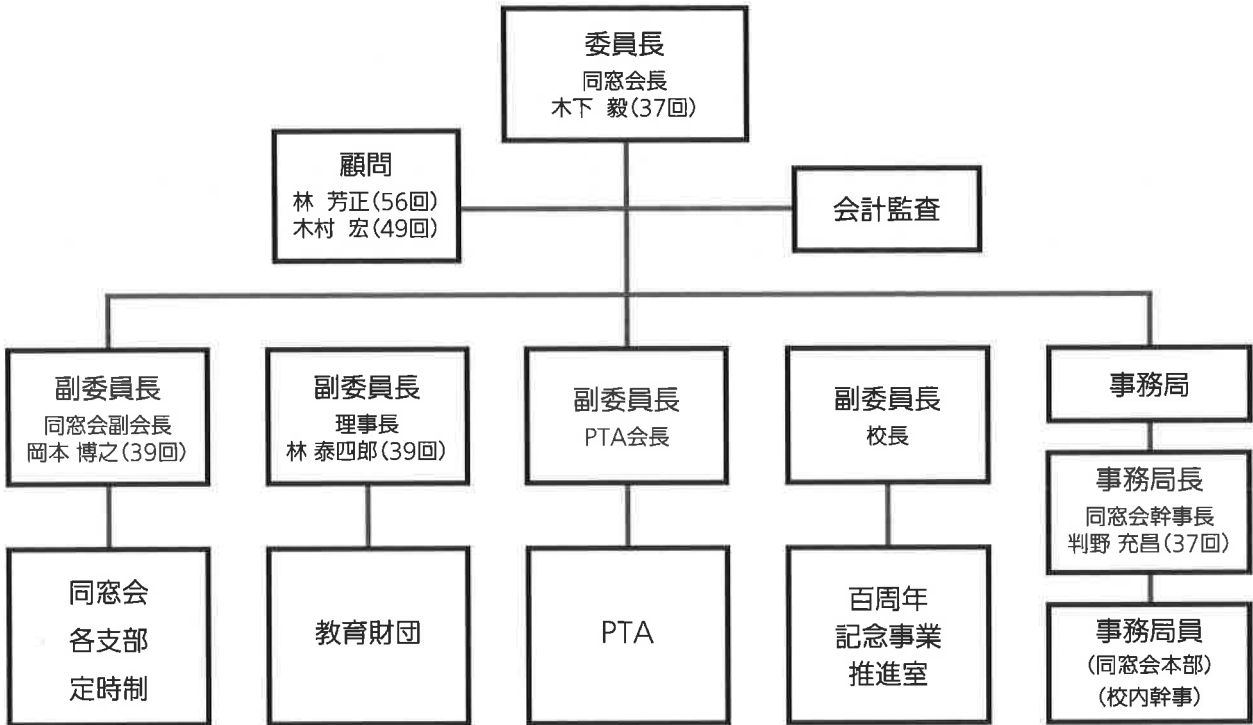 委員長
同窓会長
木下 毅(37回)
顧問
林 芳正(56回)
木村 宏(49回)
会計監査
副委員長
同窓会副会長
岡本 博之(39回)
副委員長
理事長
林 泰四郎(39回)
副委員長
PTA会長
副委員長
校長
事務局
事務局長
同窓会幹事長
判野 充昌(37回)
同窓会
各支部
定時制
教育財団
PTA
百周年
記念事業
推進室
事務局員
(同窓会本部)
(校内幹事)